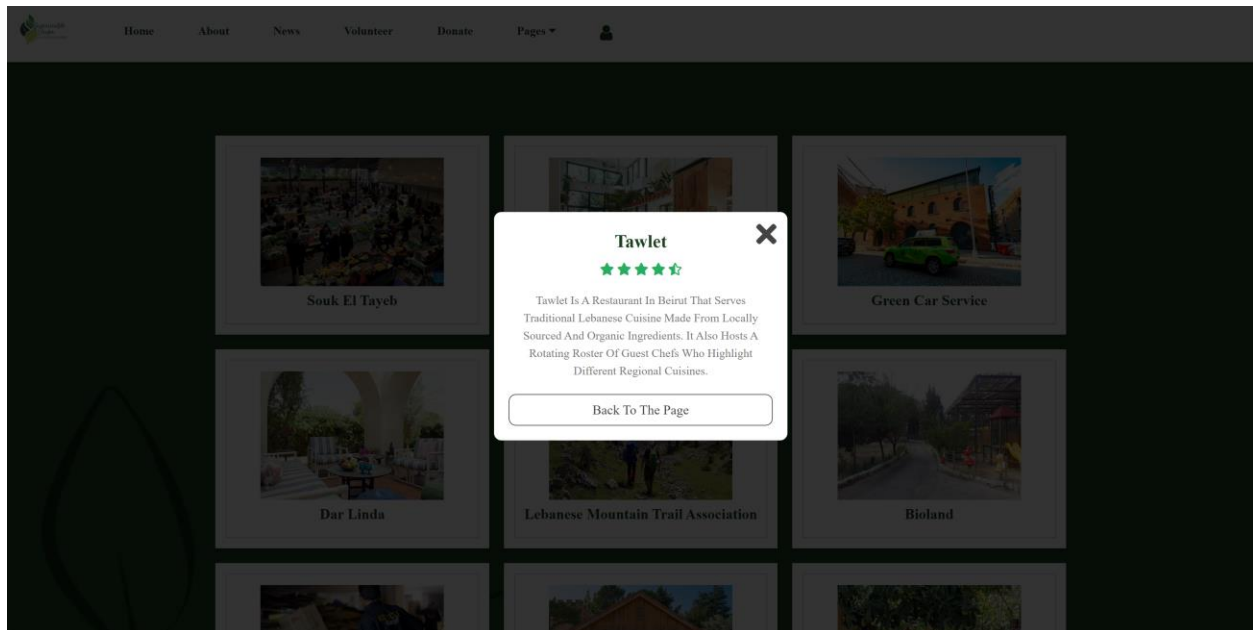 Home About News Volunteer Donate Pages
Tawlet
Tawlet Is A Restaurant In Beirut That Serves
Traditional Lebanese Cuisine Made From Locally
Sourced And Organic Ingredients. It Also Hosts A
Rotating Roster Of Guest Chefs Who Highlight
Different Regional Cuisines.
Back To The Page
Souk El Tayeb
Green Car Service
Dar Linda
Lebanese Mountain Trail Association
Bioland